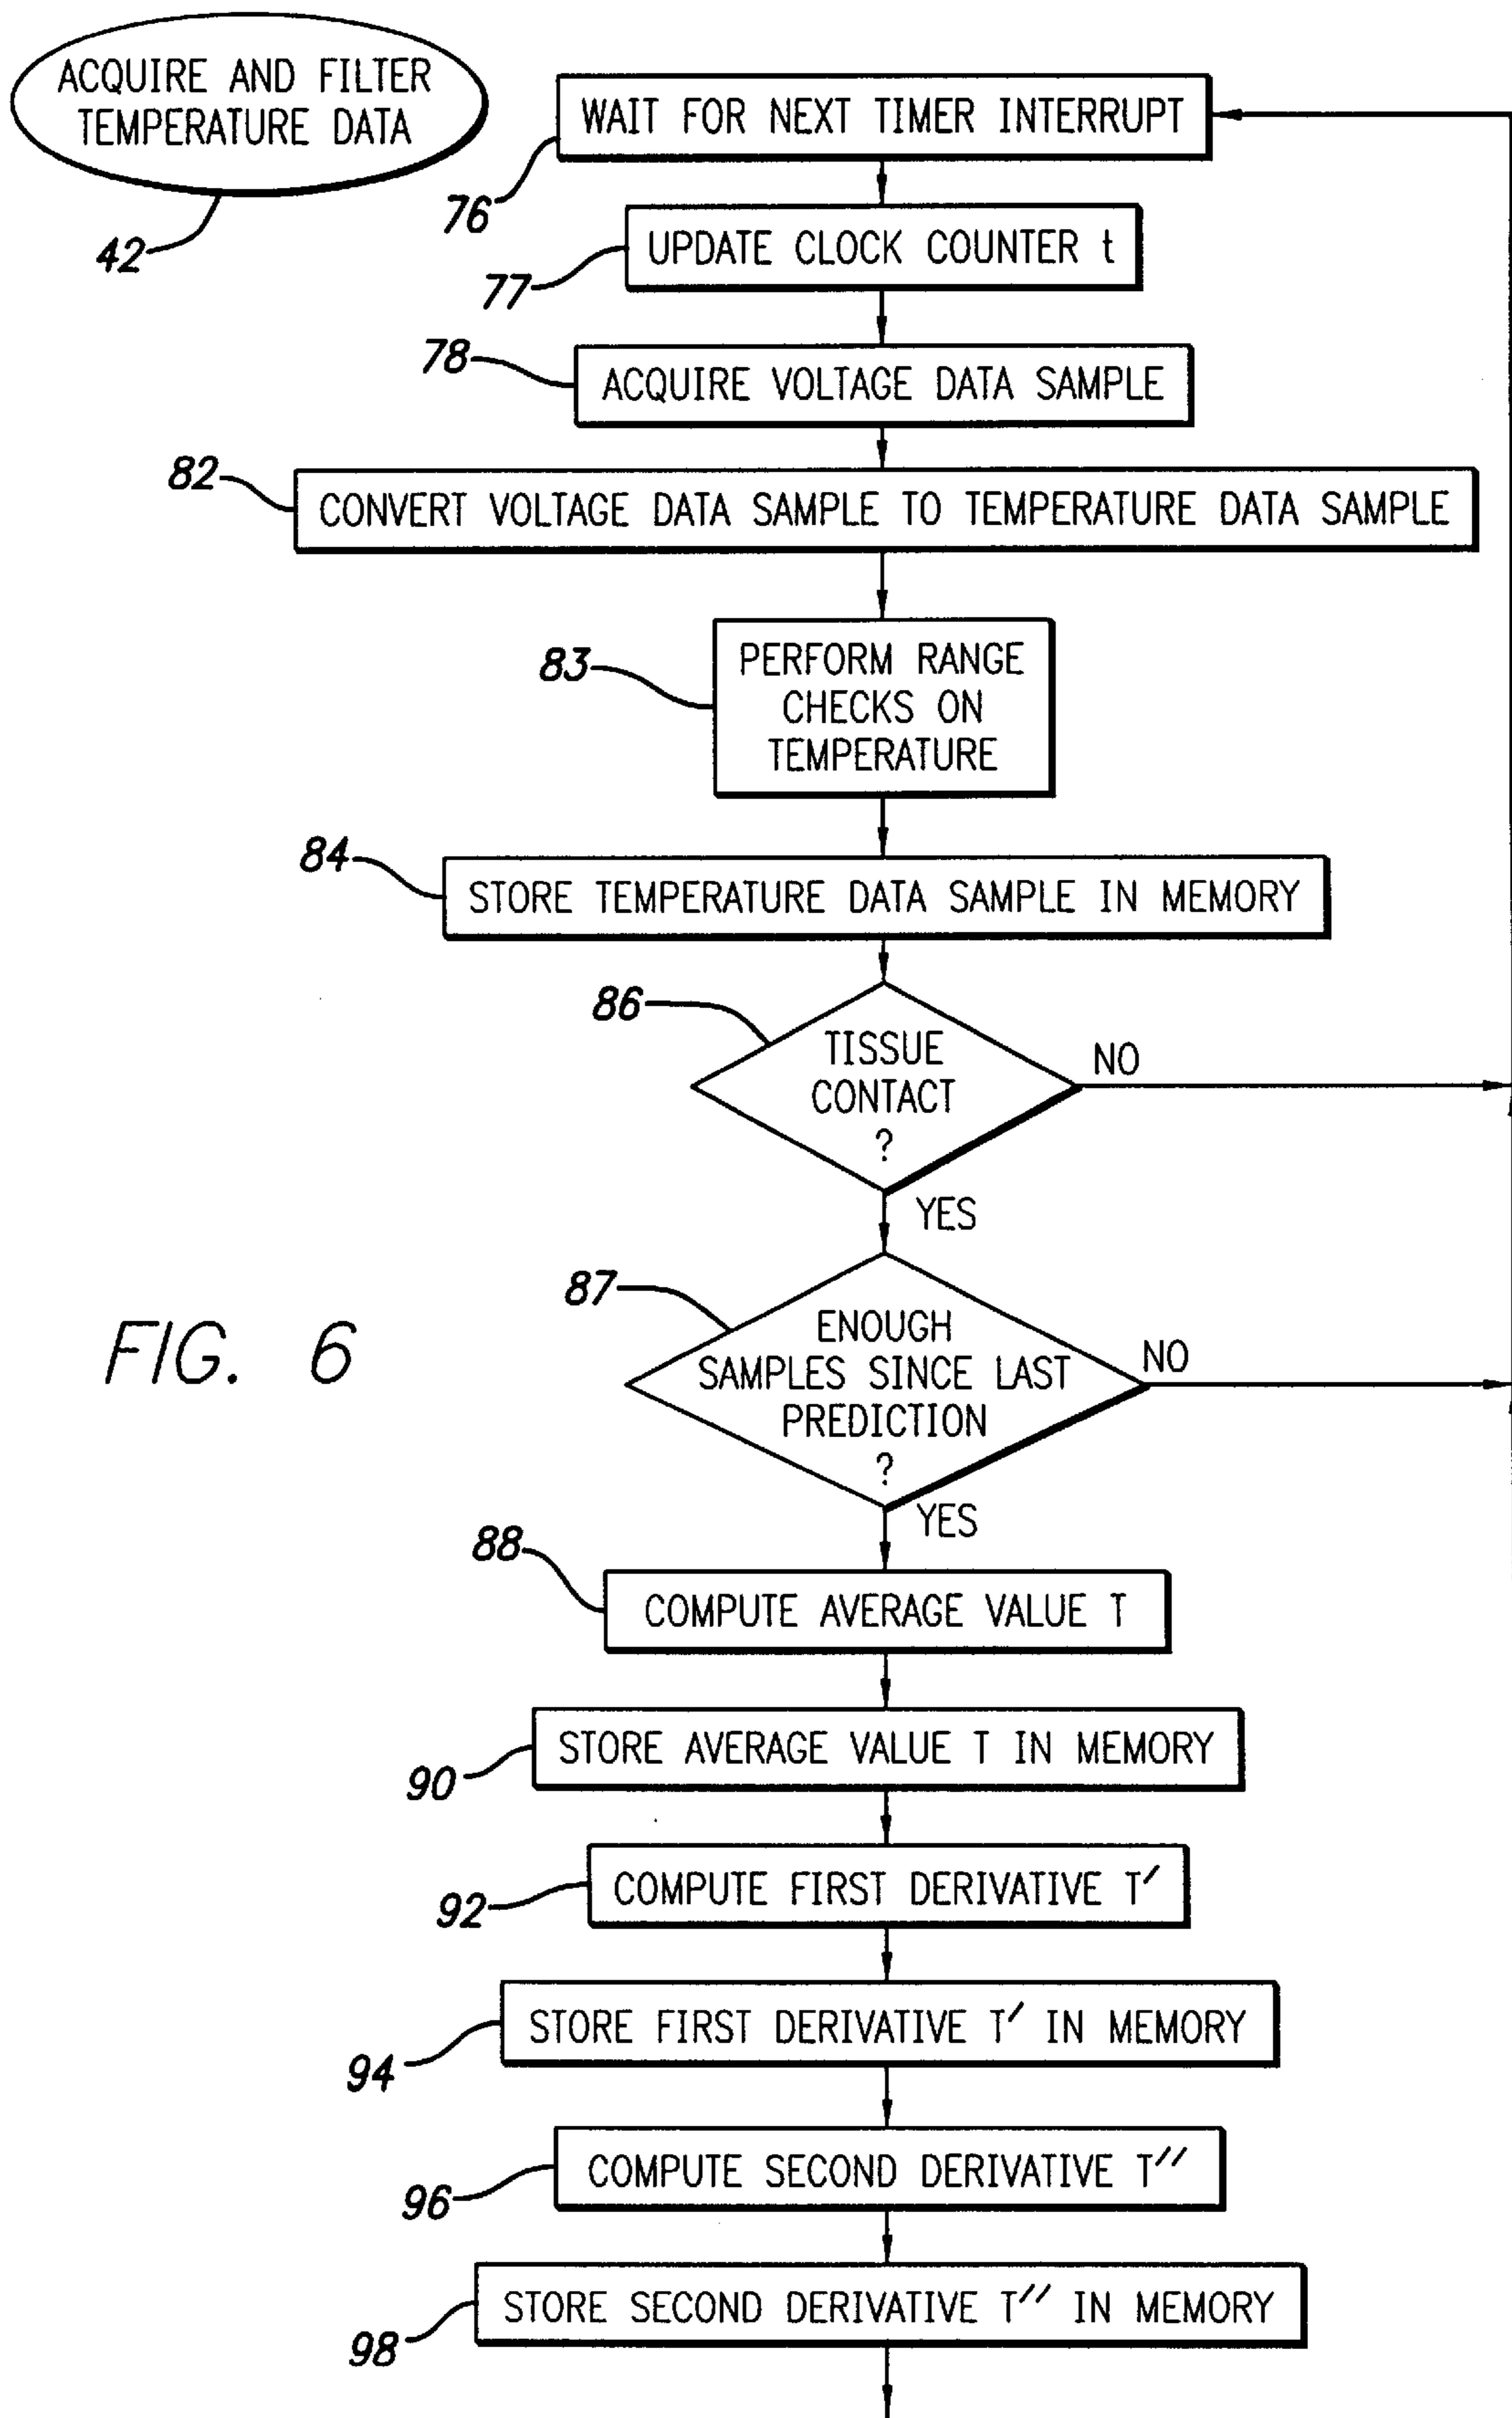 ACQUIRE AND FILTER
TEMPERATURE DATA
42
WAIT FOR NEXT TIMER INTERRUPT
76
UPDATE CLOCK COUNTER t
77
78
ACQUIRE VOLTAGE DATA SAMPLE
82
CONVERT VOLTAGE DATA SAMPLE TO TEMPERATURE DATA SAMPLE
83
PERFORM RANGE
CHECKS ON
TEMPERATURE
84
STORE TEMPERATURE DATA SAMPLE IN MEMORY
86
TISSUE
CONTACT
?
NO
YES
87
ENOUGH
SAMPLES SINCE LAST
PREDICTION
?
NO
YES
FIG. 6
88
COMPUTE AVERAGE VALUE T
STORE AVERAGE VALUE T IN MEMORY
90
COMPUTE FIRST DERIVATIVE T′
92
STORE FIRST DERIVATIVE T′ IN MEMORY
94
COMPUTE SECOND DERIVATIVE T′′
96
STORE SECOND DERIVATIVE T′′ IN MEMORY
98